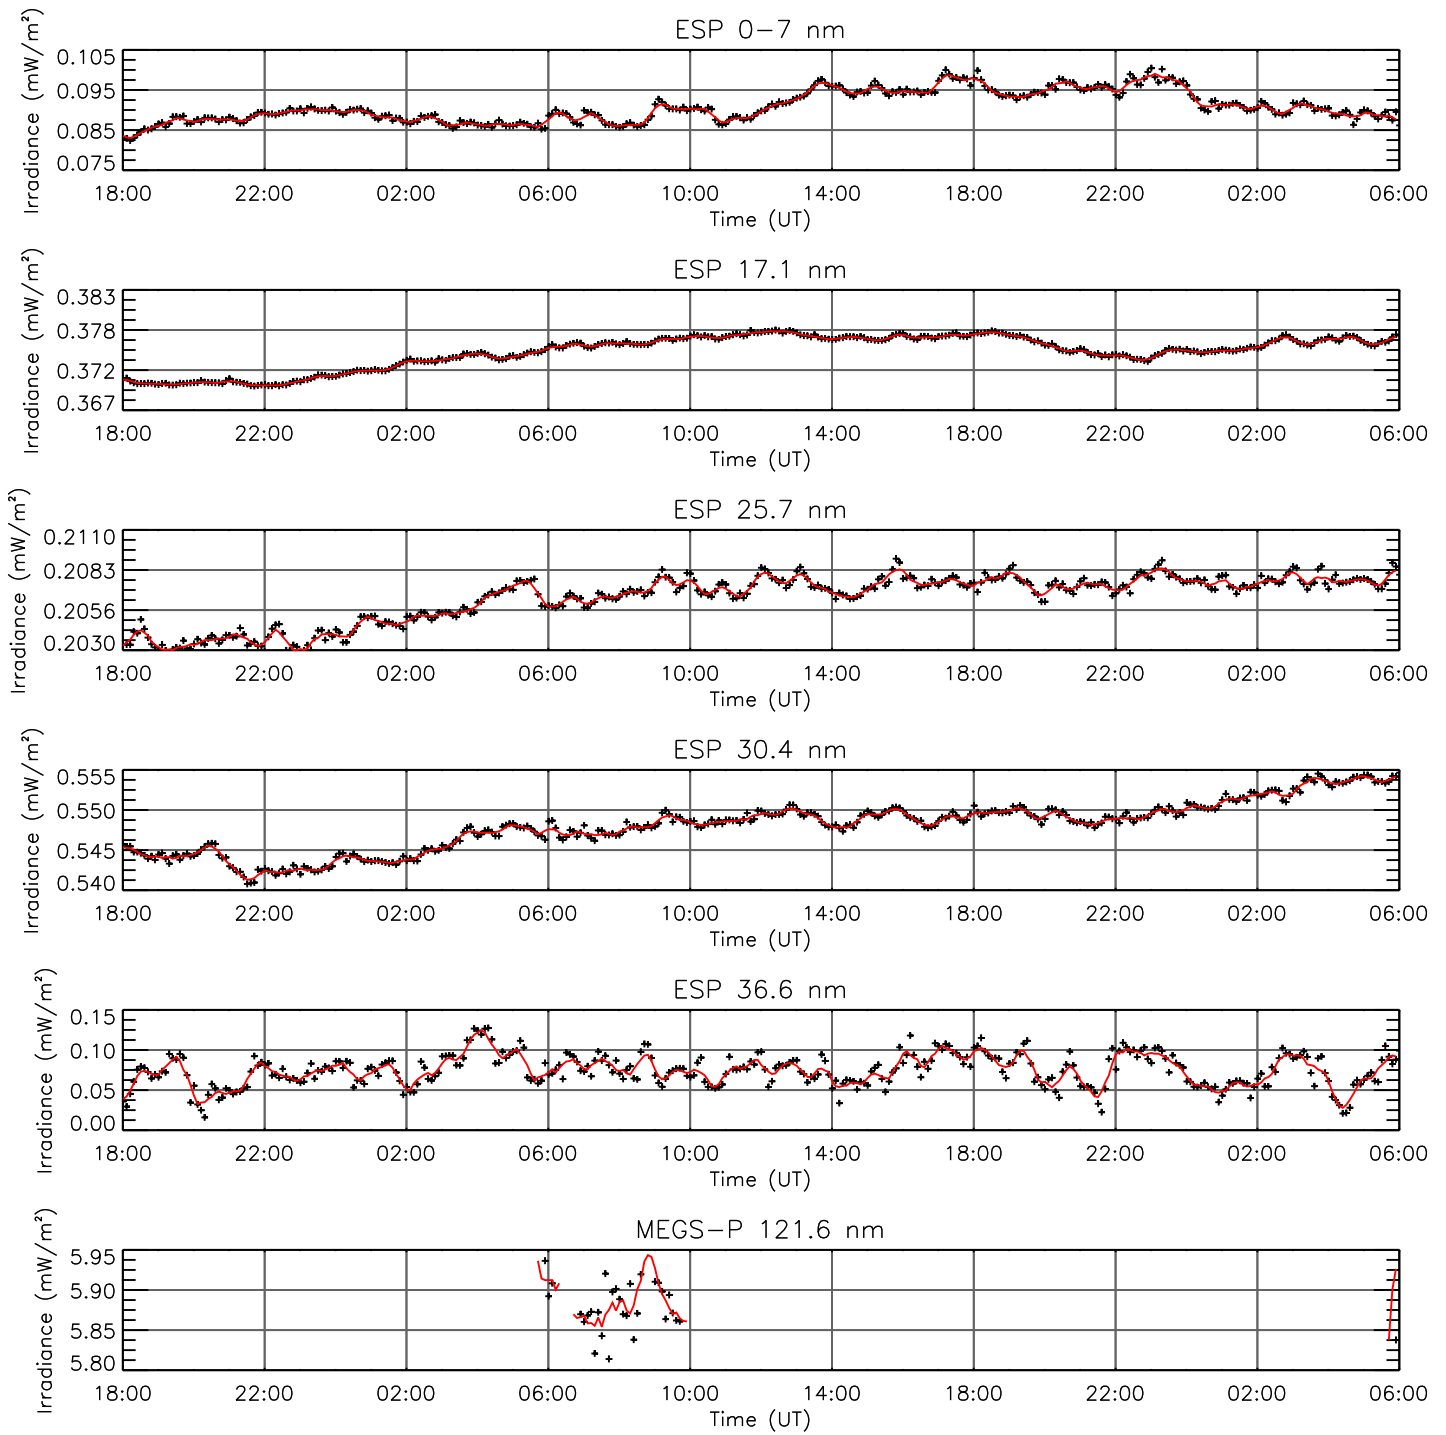 ESP 0-7 nm
Irradiance (mW/m²)
0.105
0.095
0.085
0.075
18:00 22:00 02:00 06:00 10:00 14:00 18:00 22:00 02:00 06:00
Time (UT)
ESP 17.1 nm
Irradiance (mW/m²)
0.383
0.378
0.372
0.367
18:00 22:00 02:00 06:00 10:00 14:00 18:00 22:00 02:00 06:00
Time (UT)
ESP 25.7 nm
Irradiance (mW/m²)
0.2110
0.2083
0.2056
0.2030
18:00 22:00 02:00 06:00 10:00 14:00 18:00 22:00 02:00 06:00
Time (UT)
ESP 30.4 nm
Irradiance (mW/m²)
0.555
0.550
0.545
0.540
18:00 22:00 02:00 06:00 10:00 14:00 18:00 22:00 02:00 06:00
Time (UT)
ESP 36.6 nm
Irradiance (mW/m²)
0.15
0.10
0.05
0.00
18:00 22:00 02:00 06:00 10:00 14:00 18:00 22:00 02:00 06:00
Time (UT)
MEGS-P 121.6 nm
Irradiance (mW/m²)
5.95
5.90
5.85
5.80
18:00 22:00 02:00 06:00 10:00 14:00 18:00 22:00 02:00 06:00
Time (UT)